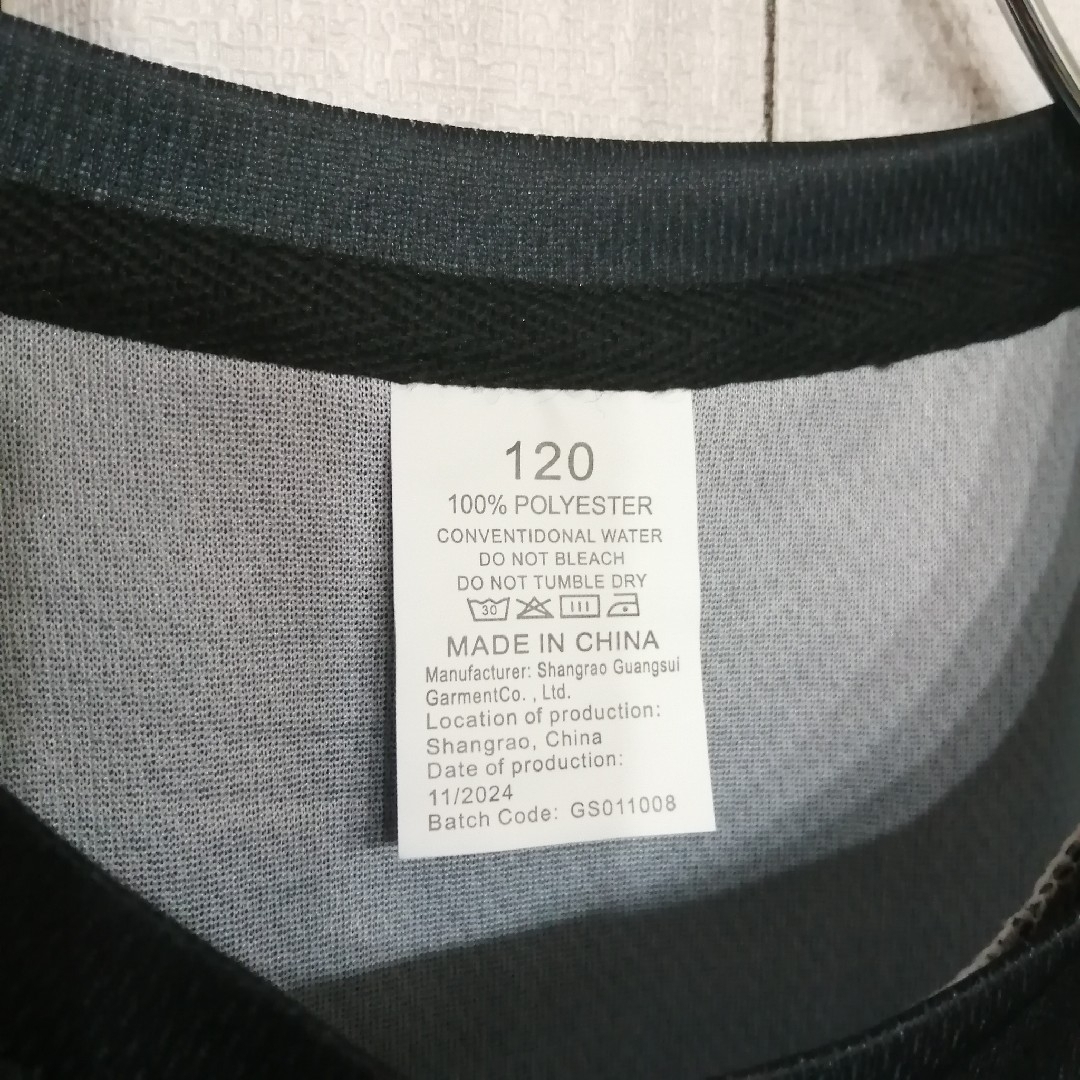 120
100% POLYESTER
CONVENTIDONAL WATER
DO NOT BLEACH
DO NOT TUMBLE DRY
30
MADE IN CHINA
Manufacturer: Shangrao Guangsui
GarmentCo. , Ltd.
Location of production:
Shangrao, China
Date of production:
11/2024
Batch Code: GS011008